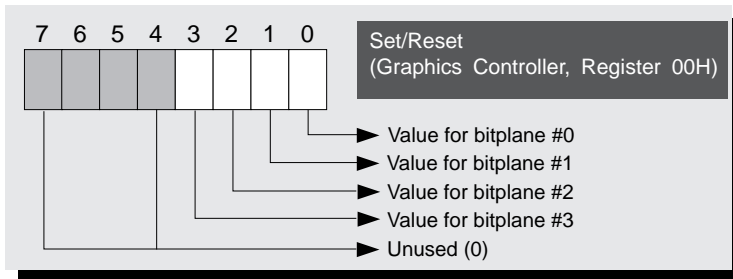 7 6 5 4 3 2 1 0
Set/Reset
(Graphics Controller, Register 00H)
Value for bitplane #0
Value for bitplane #1
Value for bitplane #2
Value for bitplane #3
Unused (0)